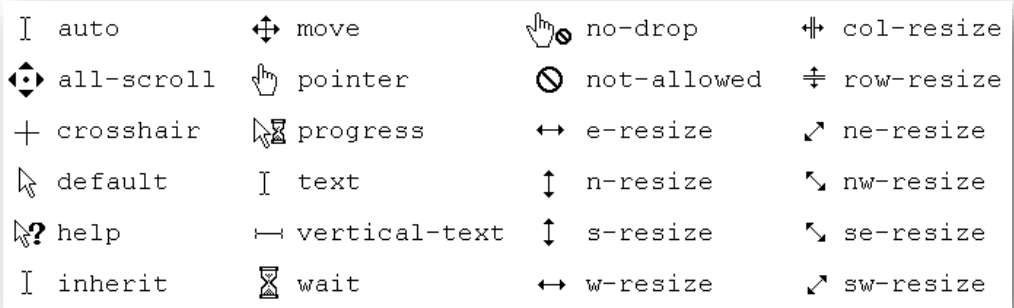 auto move no-drop col-resize
all-scroll pointer not-allowed row-resize
crosshair progress e-resize ne-resize
default text n-resize nw-resize
help vertical-text s-resize se-resize
inherit wait w-resize sw-resize